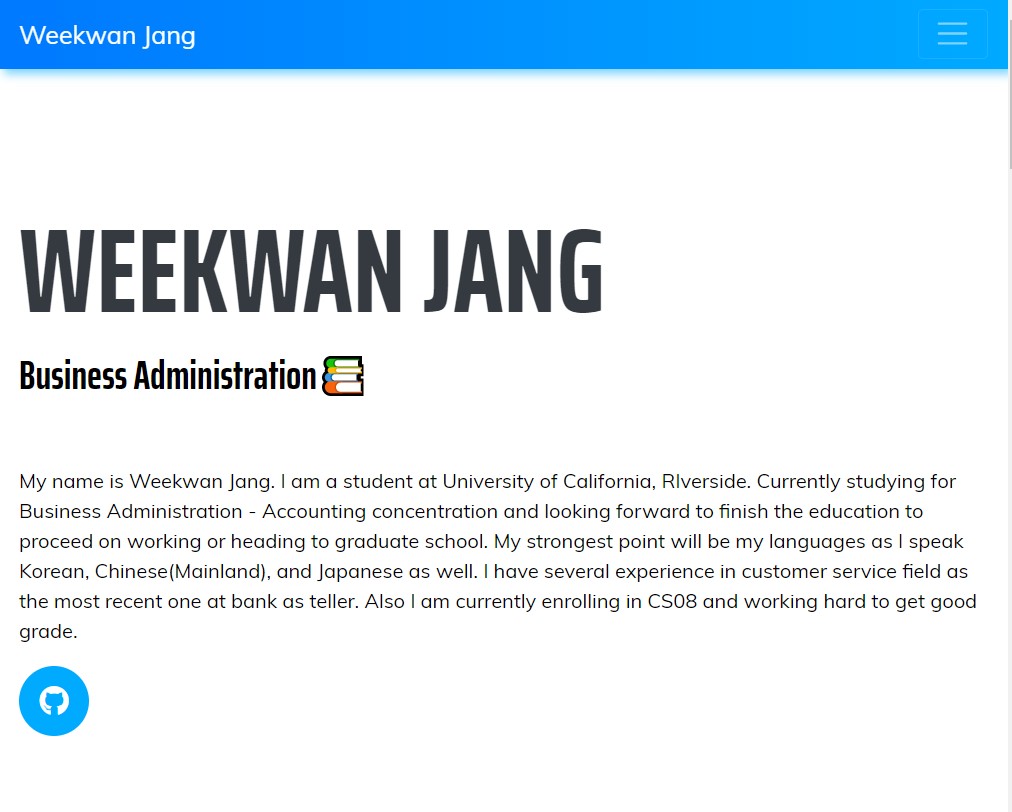 Weekwan Jang
WEEKWAN JANG
Business Administration
My name is Weekwan Jang. I am a student at University of California, RIverside. Currently studying for
Business Administration - Accounting concentration and looking forward to finish the education to
proceed on working or heading to graduate school. My strongest point will be my languages as I speak
Korean, Chinese(Mainland), and Japanese as well. I have several experience in customer service field as
the most recent one at bank as teller. Also I am currently enrolling in CS08 and working hard to get good
grade.